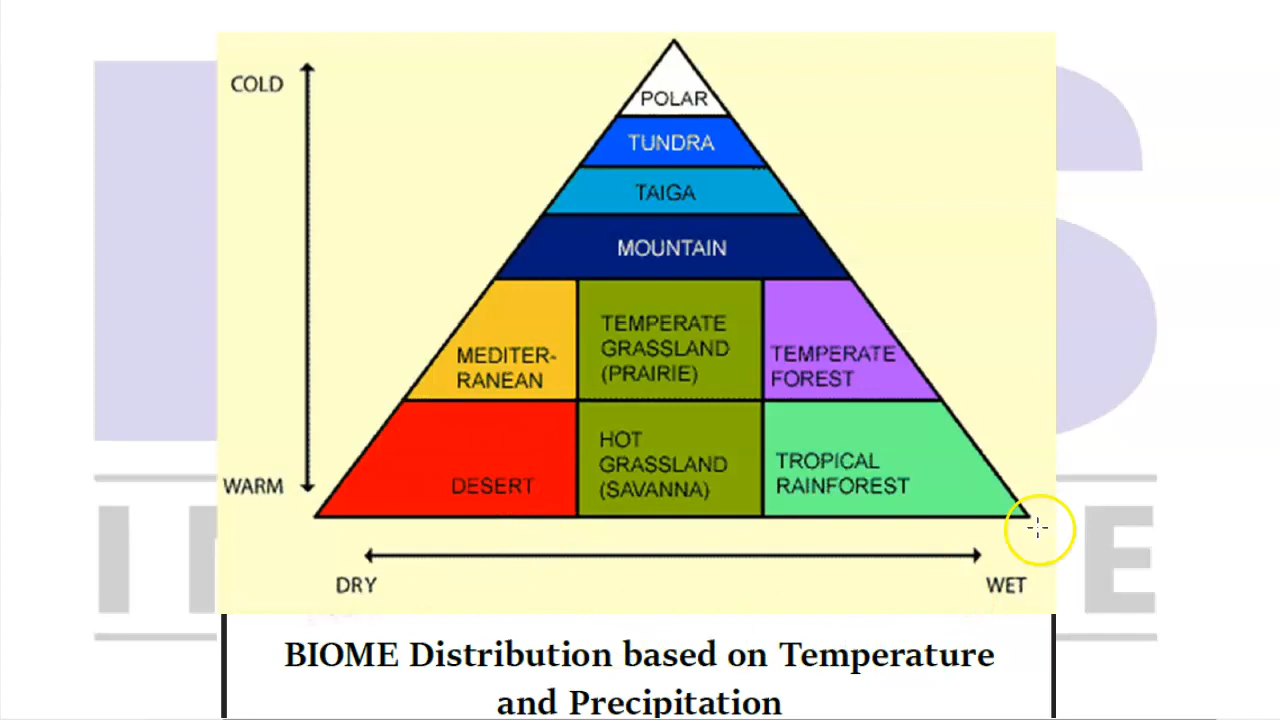 COLD
POLAR
TUNDRA
TAIGA
MOUNTAIN
MEDITER-
RANEAN
TEMPERATE
GRASSLAND
(PRAIRIE)
TEMPERATE
FOREST
WARM
DESERT
HOT
GRASSLAND
(SAVANNA)
TROPICAL
RAINFOREST
DRY
WET
BIOME Distribution based on Temperature
and Precipitation